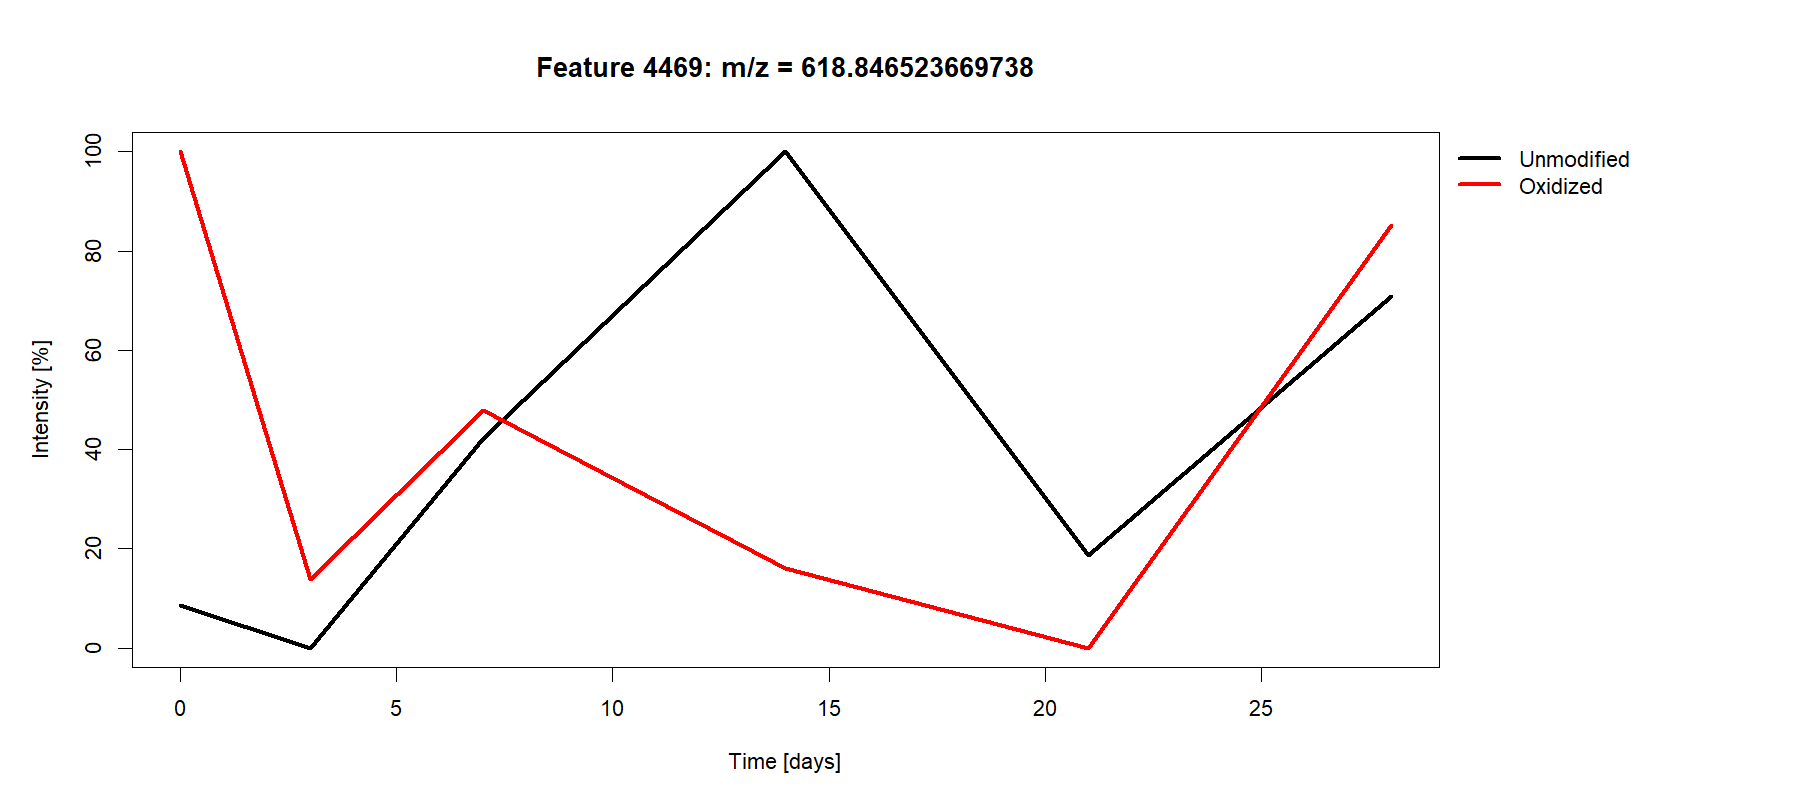 Feature 4469: m/z = 618.846523669738
Unmodified
Oxidized
Intensity [%]
100
80
60
40
20
0
0 5 10 15 20 25
Time [days]